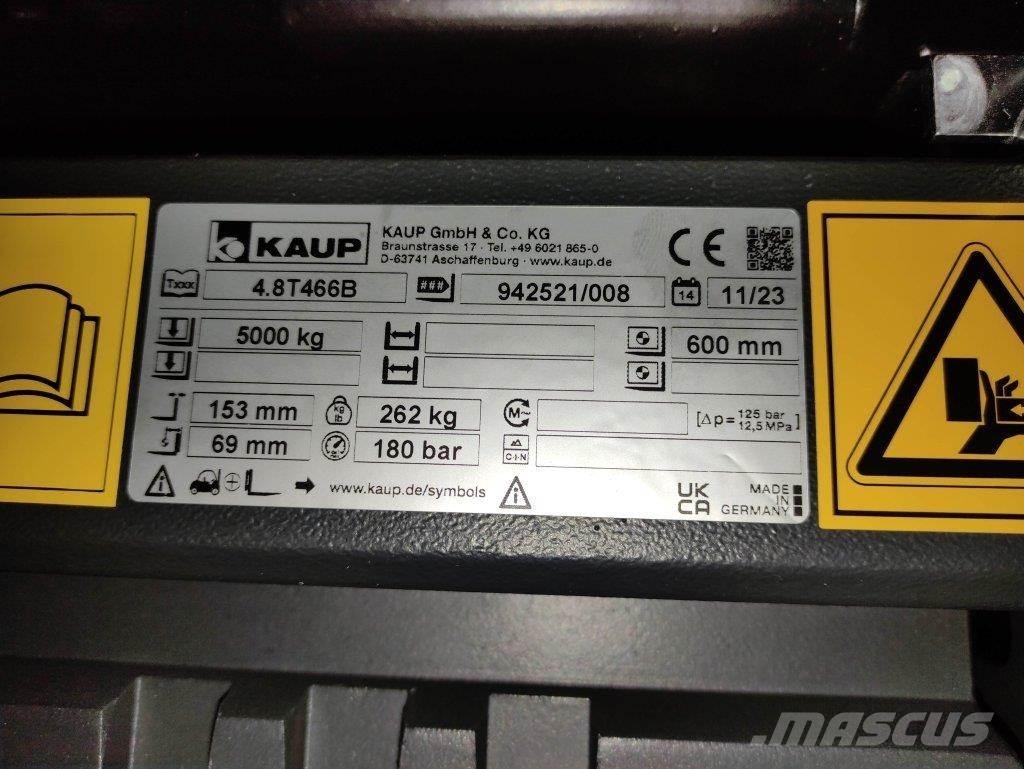 KAUP
KAUP GmbH & Co. KG
Braunstrasse 17 · Tel. +49 6021 865-0
D-63741 Aschaffenburg · www.kaup.de
CE
Txxx 4.8T466B ### 942521/008 14 11/23
5000 kg 600 mm
153 mm kg lb 262 kg M~ [Δp= 125 bar 12,5 MPa]
69 mm 180 bar C-I-N
www.kaup.de/symbols
UK CA
MADE IN GERMANY
MASCUS